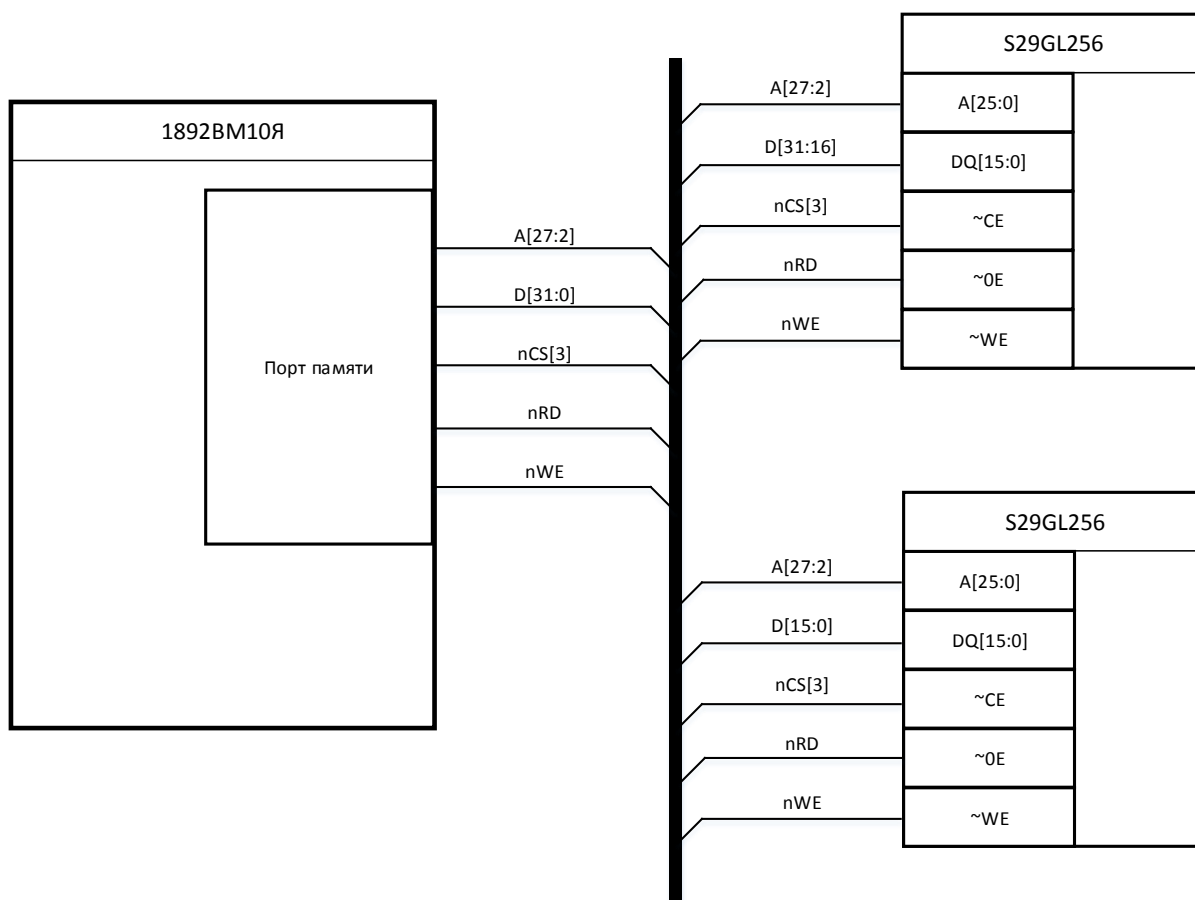 1892ВМ10Я
Порт памяти
A[27:2]
D[31:0]
nCS[3]
nRD
nWE
S29GL256
A[27:2]
A[25:0]
D[31:16]
DQ[15:0]
nCS[3]
~CE
nRD
~0E
nWE
~WE
S29GL256
A[27:2]
A[25:0]
D[15:0]
DQ[15:0]
nCS[3]
~CE
nRD
~0E
nWE
~WE